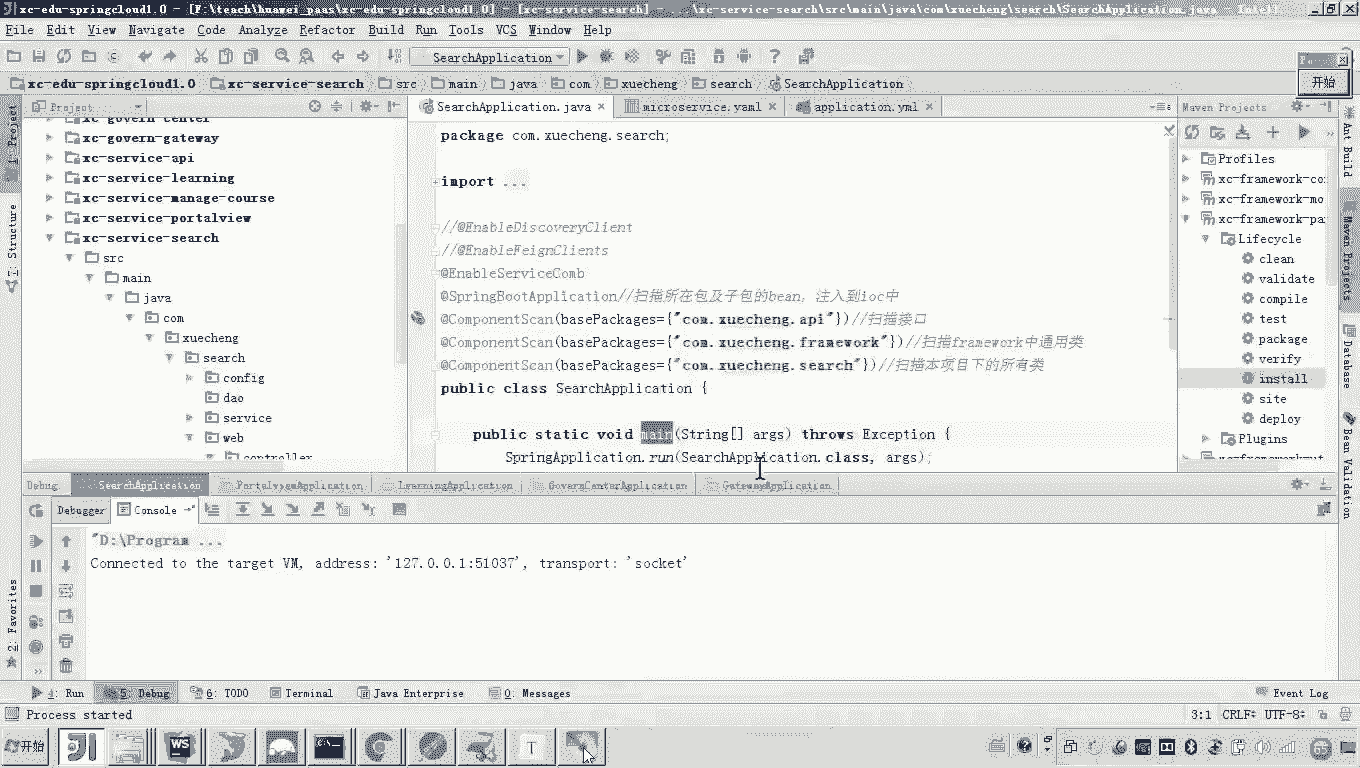 xc-edu-springcloud1.0 - [F:\teach\huawei_paas\xc-edu-springcloud1.0] - [xc-service-search] - ...\xc-service-search\src\main\java\com\xuecheng\search\SearchApplication.java - Intelli
File Edit View Navigate Code Analyze Refactor Build Run Tools VCS Window Help
SearchApplication
开始
xc-edu-springcloud1.0 xc-service-search src main java com xuecheng search SearchApplication
Project
SearchApplication.java microservice.yaml application.yml
Maven Projects
xc-govern-center
xc-govern-gateway
xc-service-api
xc-service-learning
xc-service-manage-course
xc-service-portalview
xc-service-search
src
main
java
com
xuecheng
search
config
dao
service
web
controller
package com.xuecheng.search;
import ...
//@EnableDiscoveryClient
//@EnableFeignClients
@EnableServiceComb
@SpringBootApplication//扫描所在包及子包的bean，注入到ioc中
@ComponentScan(basePackages={"com.xuecheng.api"})//扫描接口
@ComponentScan(basePackages={"com.xuecheng.framework"})//扫描framework中通用类
@ComponentScan(basePackages={"com.xuecheng.search"})//扫描本项目下的所有类
public class SearchApplication {
public static void main(String[] args) throws Exception {
SpringApplication.run(SearchApplication.class, args);
Profiles
xc-framework-co
xc-framework-mo
xc-framework-pa
Lifecycle
clean
validate
compile
test
package
verify
install
site
deploy
Plugins
1: Project
7: Structure
2: Favorites
Ant Build
Maven Projects
Database
Bean Validation
Debug SearchApplication PortalviewApplication LearningApplication GovernCenterApplication GatewayApplication
Debugger Console
"D:\Program ...
Connected to the target VM, address: '127.0.0.1:51037', transport: 'socket'
4: Run 5: Debug 6: TODO Terminal Java Enterprise 0: Messages Event Log
Process started 3:1 CRLF UTF-8
开始
WS
T
65